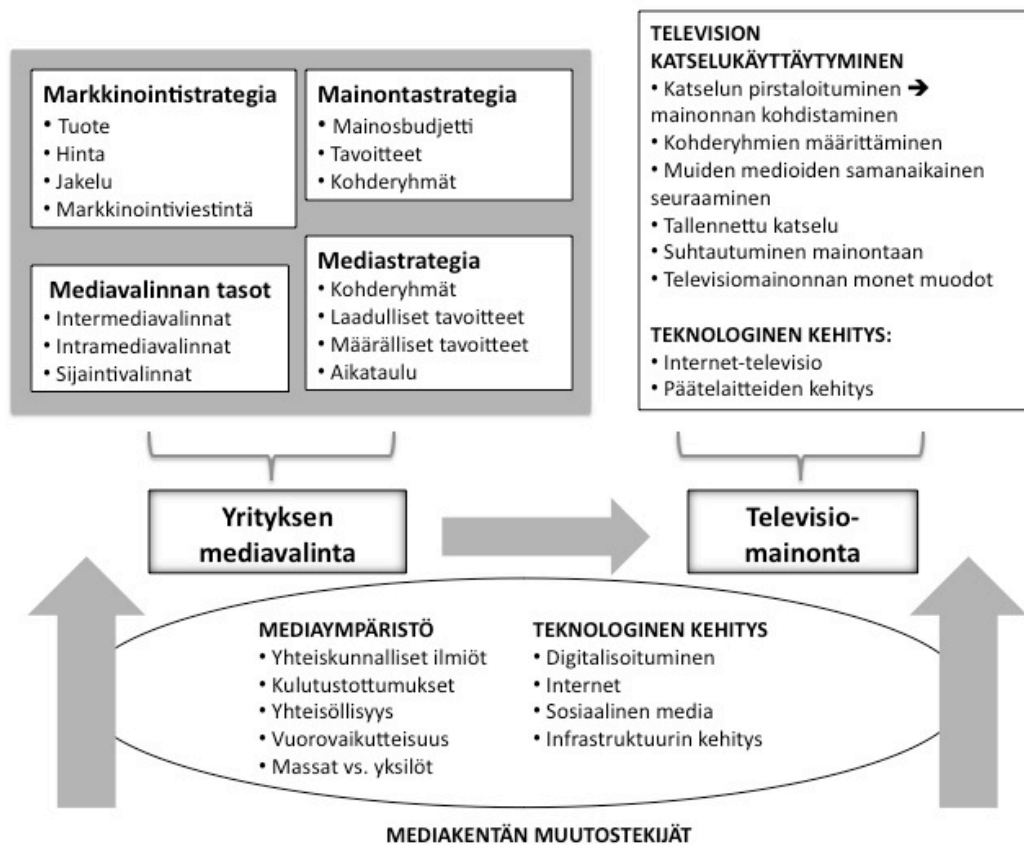 Markkinointistrategia
• Tuote
• Hinta
• Jakelu
• Markkinointiviestintä
Mainontastrategia
• Mainosbudjetti
• Tavoitteet
• Kohderyhmät
Mediavalinnan tasot
• Intermediavalinnat
• Intramediavalinnat
• Sijaintivalinnat
Mediastrategia
• Kohderyhmät
• Laadulliset tavoitteet
• Määrälliset tavoitteet
• Aikataulu
TELEVISION
KATSELUKÄYTTÄYTYMINEN
• Katselun pirstaloituminen ➔
mainonnan kohdistaminen
• Kohderyhmien määrittäminen
• Muiden medioiden samanaikainen
seuraaminen
• Tallennettu katselu
• Suhtautuminen mainontaan
• Televisiomainonnan monet muodot
TEKNOLOGINEN KEHITYS:
• Internet-televisio
• Päätelaitteiden kehitys
Yrityksen
mediavalinta
Televisio-
mainonta
MEDIAYMPÄRISTÖ
• Yhteiskunnalliset ilmiöt
• Kulutustottumukset
• Yhteisöllisyys
• Vuorovaikutteisuus
• Massat vs. yksilöt
TEKNOLOGINEN KEHITYS
• Digitalisoituminen
• Internet
• Sosiaalinen media
• Infrastruktuurin kehitys
MEDIAKENTÄN MUUTOSTEKIJÄT